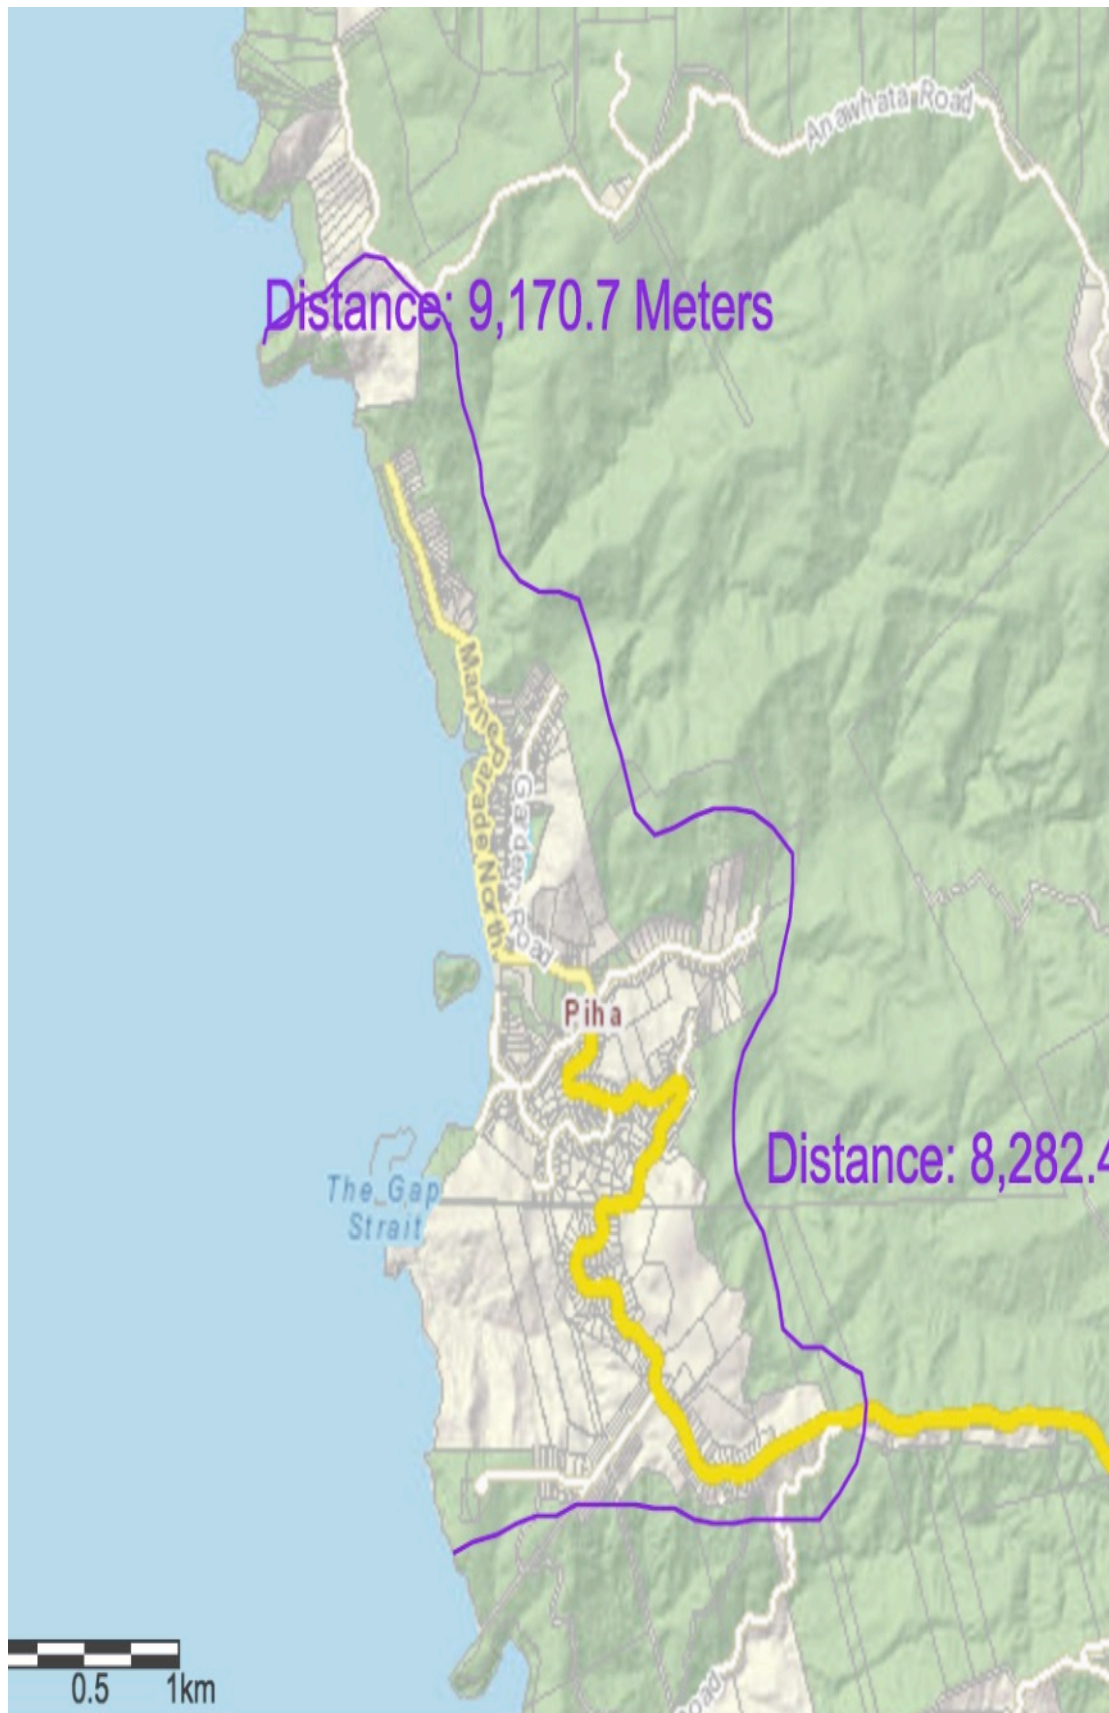 Anawhata Road
Distance: 9,170.7 Meters
Marine Parade North
Garden Road
Piha
Distance: 8,282.4
The Gap
Strait
0.5 1km
oad